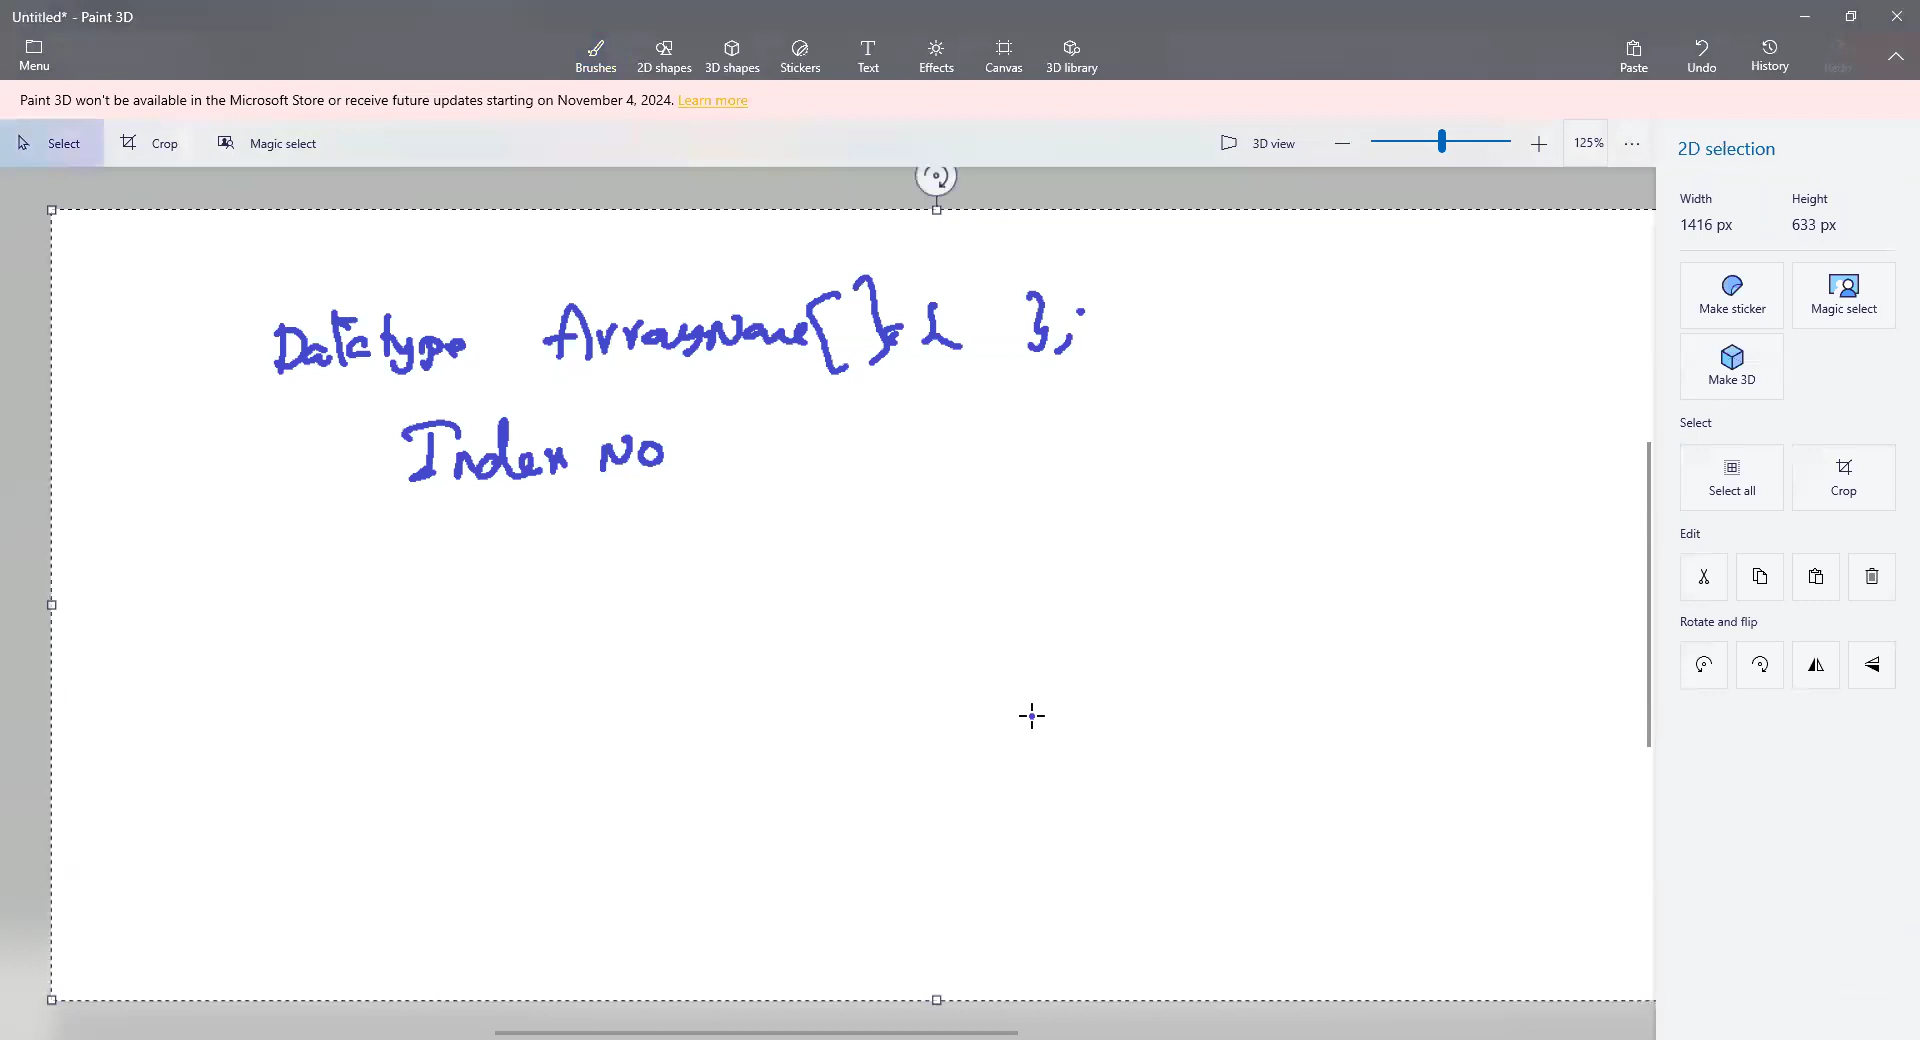 Untitled* - Paint 3D
Menu
Brushes 2D shapes 3D shapes Stickers Text Effects Canvas 3D library
Paste Undo History Redo
Paint 3D won't be available in the Microsoft Store or receive future updates starting on November 4, 2024. Learn more
Select Crop Magic select
3D view 125%
2D selection
Width Height
1416 px 633 px
Make sticker Magic select
Make 3D
Select
Select all Crop
Edit
Rotate and flip
Datatype ArrayName[]={ };
Index No